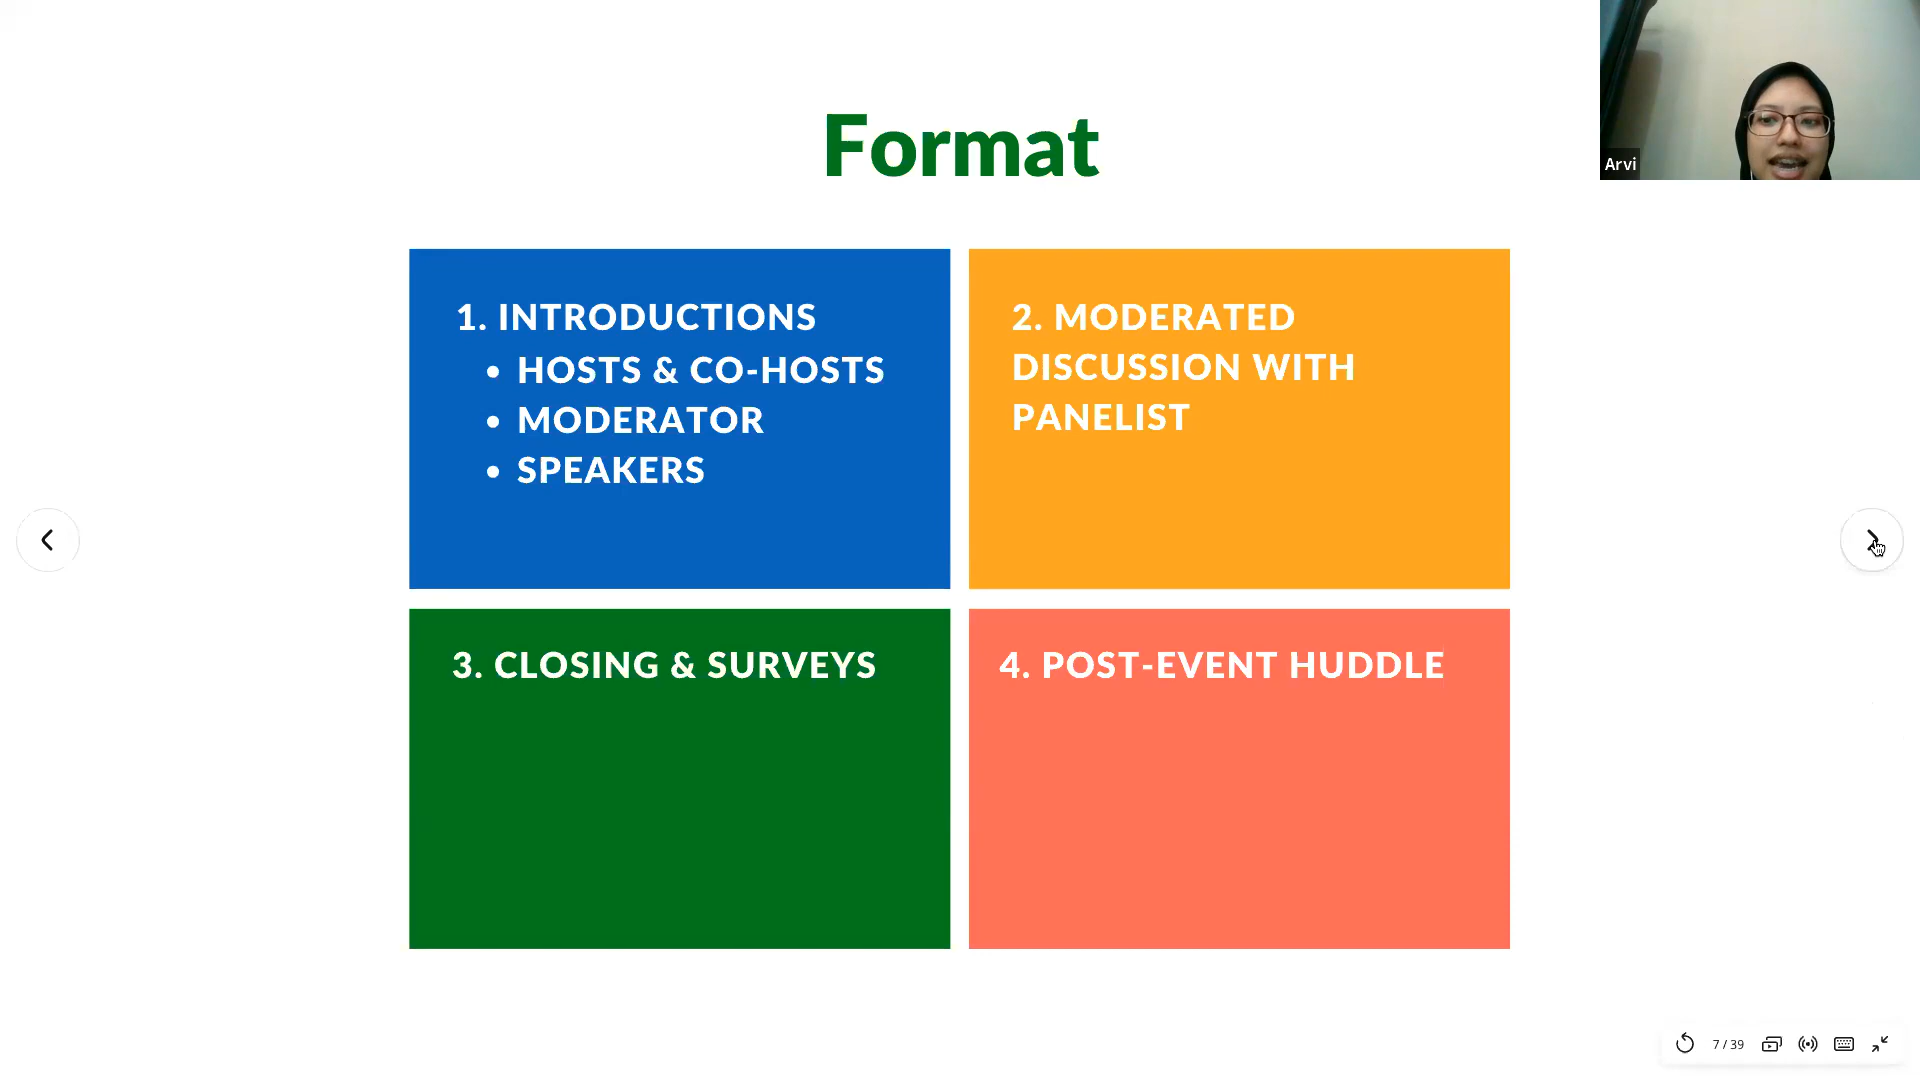 Format
1. INTRODUCTIONS
• HOSTS & CO-HOSTS
• MODERATOR
• SPEAKERS
2. MODERATED
DISCUSSION WITH
PANELIST
3. CLOSING & SURVEYS
4. POST-EVENT HUDDLE
Arvi
7 / 39